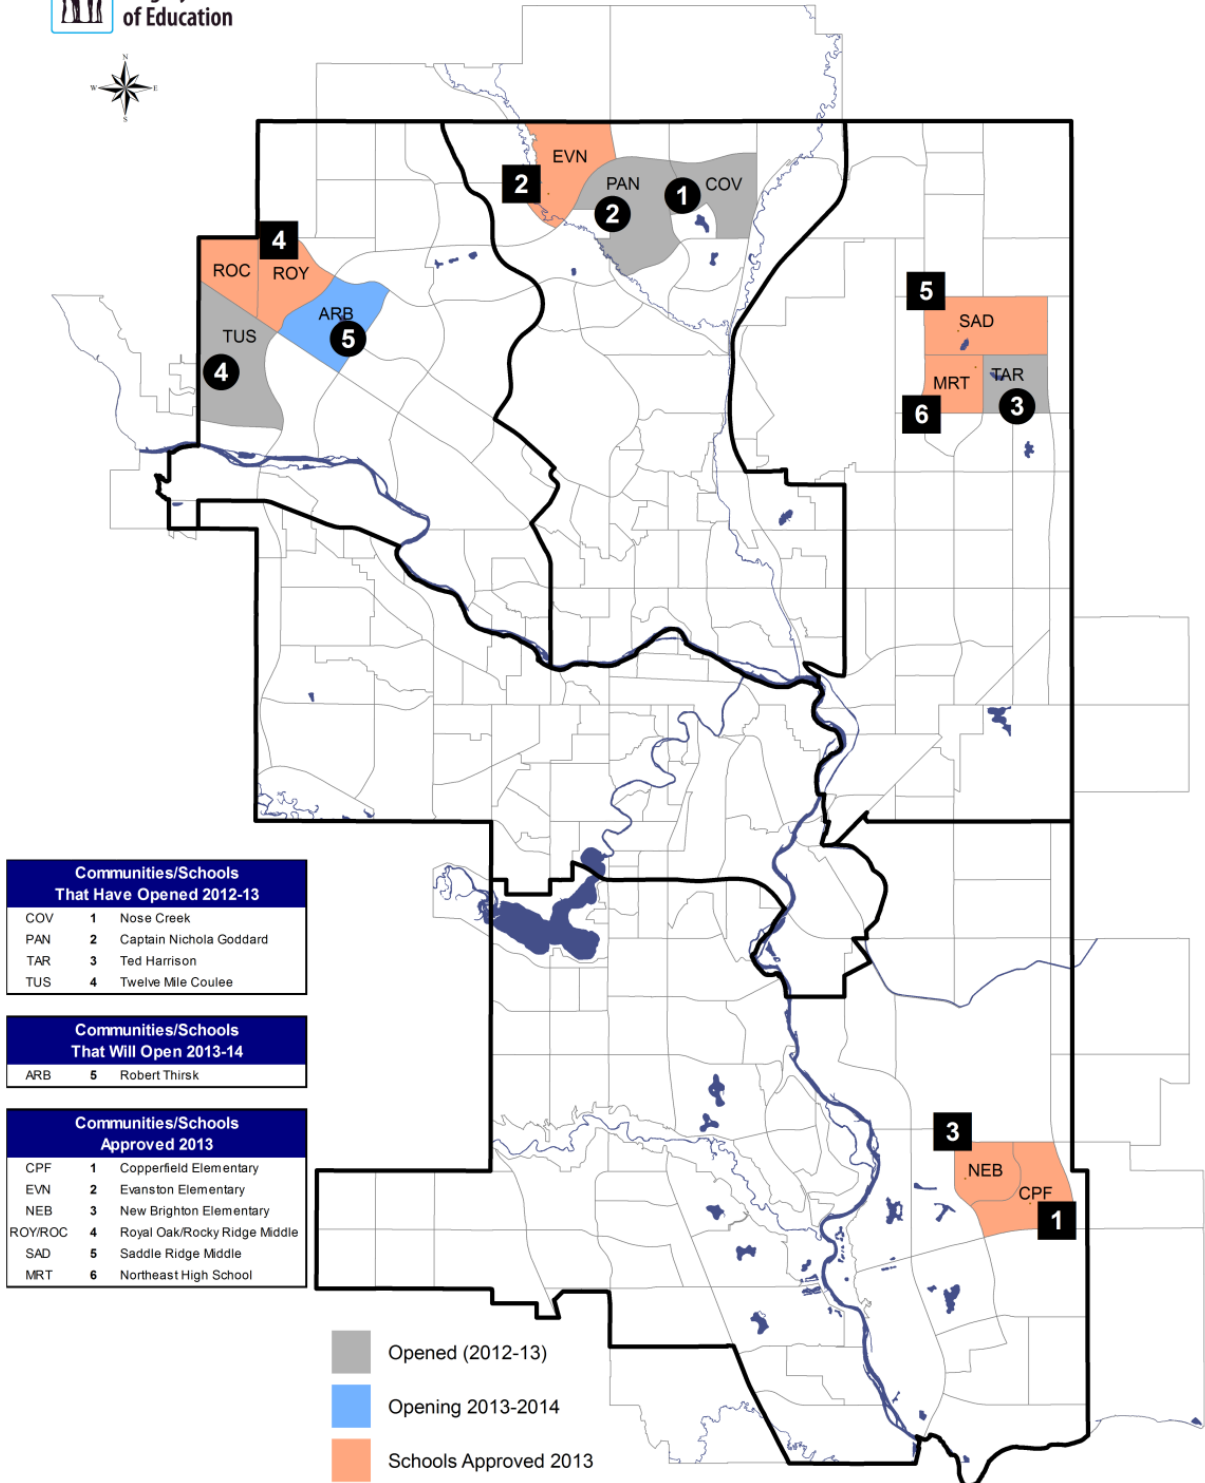 of Education
N
W
E
S
EVN
2
PAN
2
1
COV
4
ROC
ROY
ARB
5
TUS
4
5
SAD
MRT
TAR
3
6
Communities/Schools
That Have Opened 2012-13
COV 1 Nose Creek
PAN 2 Captain Nichola Goddard
TAR 3 Ted Harrison
TUS 4 Twelve Mile Coulee
Communities/Schools
That Will Open 2013-14
ARB 5 Robert Thirsk
Communities/Schools
Approved 2013
CPF 1 Copperfield Elementary
EVN 2 Evanston Elementary
NEB 3 New Brighton Elementary
ROY/ROC 4 Royal Oak/Rocky Ridge Middle
SAD 5 Saddle Ridge Middle
MRT 6 Northeast High School
3
NEB
CPF
1
Opened (2012-13)
Opening 2013-2014
Schools Approved 2013